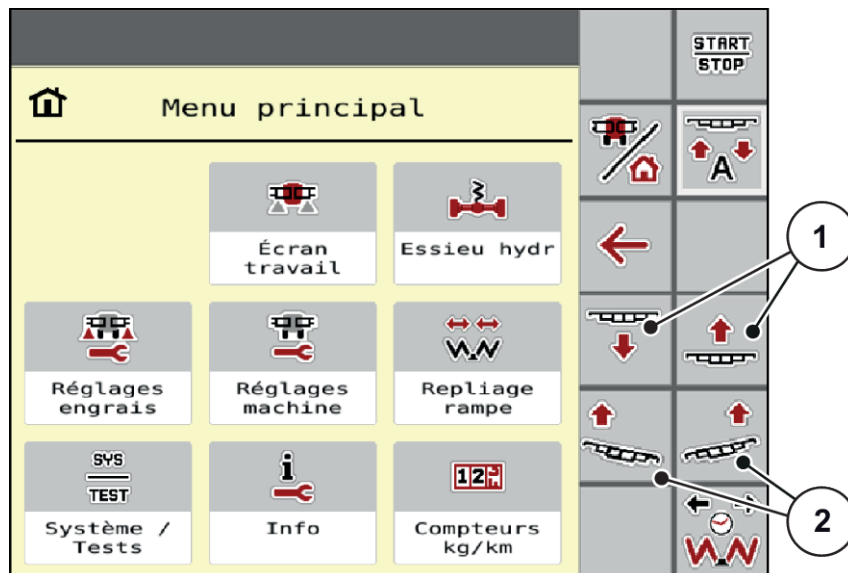 START
STOP
Menu principal
A
1
Écran
travail
Essieu hydr
Réglages
engrais
Réglages
machine
Repliage
rampe
SYS
TEST
Système /
Tests
i
Info
123
Compteurs
kg/km
2